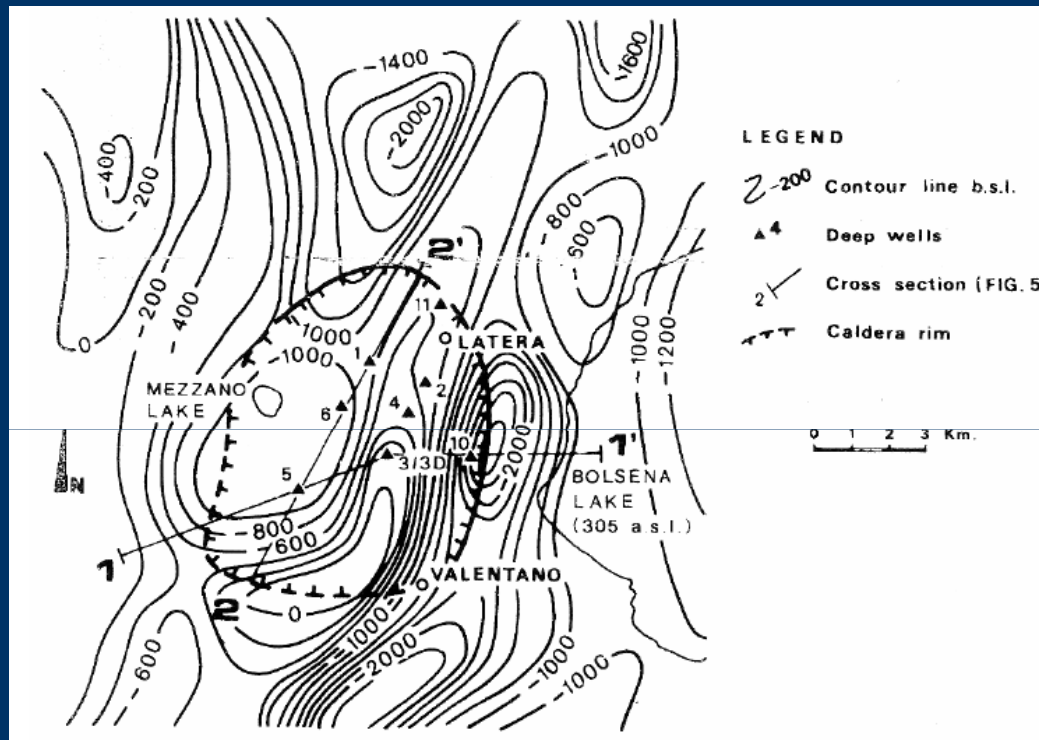 -1400
-1600
-2000
-1000
-400
-200
-800
-600
2'
-200
-400
0
11
1000
-1000
LATERA
1
-1000
-1200
MEZZANO
LAKE
2
6
4
10
1'
-2000
3/3D
5
BOLSENA
LAKE
(305 a.s.l.)
-800
-600
1
VALENTANO
2
0
-1000
-600
-2000
-1000
-1000
LEGEND
-200 Contour line b.s.l.
4 Deep wells
2 Cross section (FIG. 5
Caldera rim
0 1 2 3 Km.
N